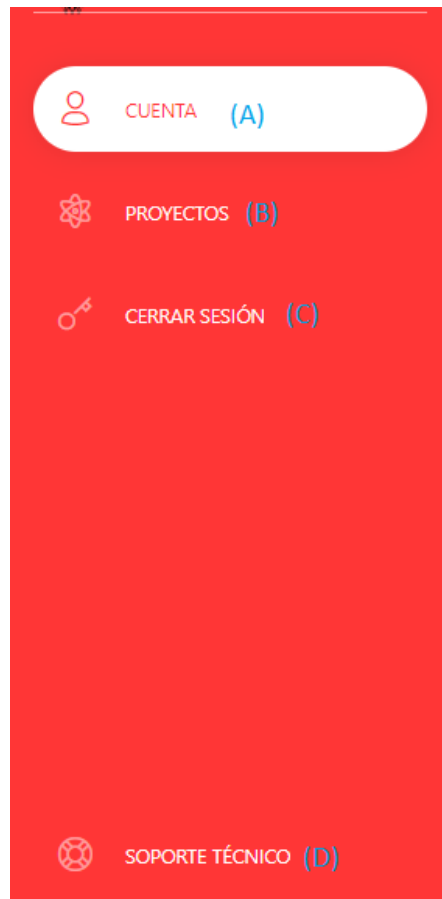 CUENTA (A)
PROYECTOS (B)
CERRAR SESIÓN (C)
SOPORTE TÉCNICO (D)